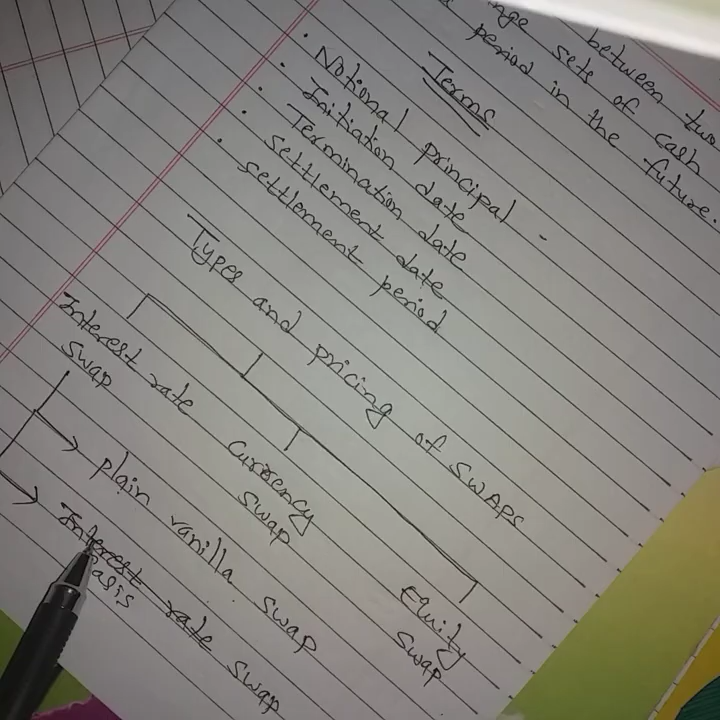 between two
nge sets of cash
period in the future.
Terms
• Notional principal -
• Initiation date
• Termination date
• settlement date
• settlement period
Types and pricing of SWAPs
Interest rate swap
Currency swap
Equity swap
→ plain vanilla swap
→ Interest rate swap
Basis